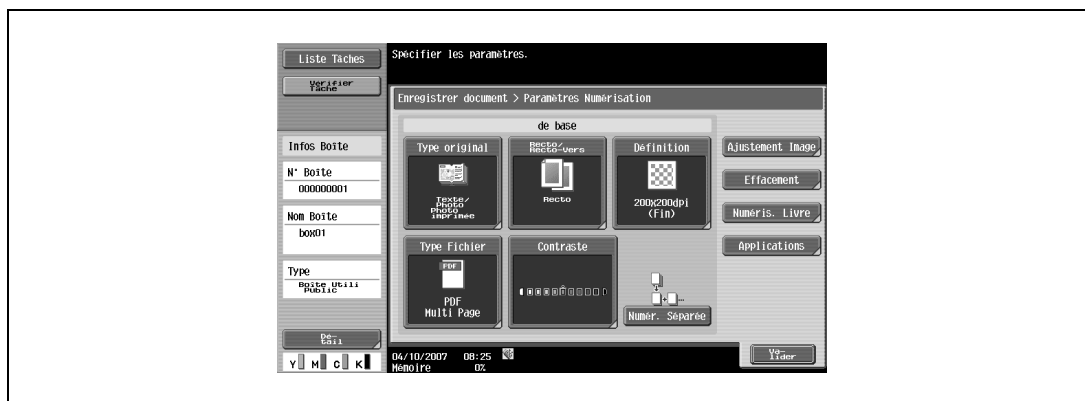 Liste Tâches
Vérifier
Tâche
Spécifier les paramètres.
Enregistrer document > Paramètres Numérisation
de base
Infos Boîte
N° Boîte
000000001
Nom Boîte
box01
Type
Boîte Utili
Public
Dé-
tail
Y M C K
Type original
Texte/
Photo
Photo
imprimée
Recto/
Recto-Vers
Recto
Définition
200x200dpi
(Fin)
Type Fichier
PDF
PDF
Multi Page
Contraste
Numér. Séparée
Ajustement Image
Effacement
Numéris. Livre
Applications
04/10/2007 08:25
Mémoire 0%
Va-
lider